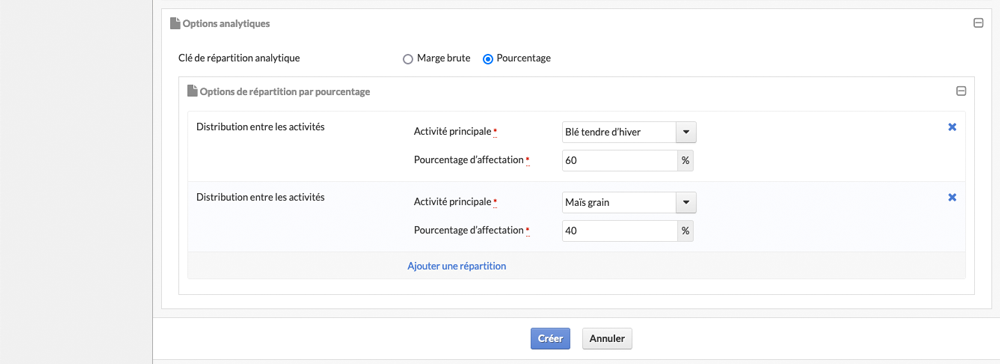 Options analytiques
Clé de répartition analytique Marge brute Pourcentage
Options de répartition par pourcentage
Distribution entre les activités Activité principale * Blé tendre d'hiver
Pourcentage d'affectation * 60 %
Distribution entre les activités Activité principale * Maïs grain
Pourcentage d'affectation * 40 %
Ajouter une répartition
Créer Annuler